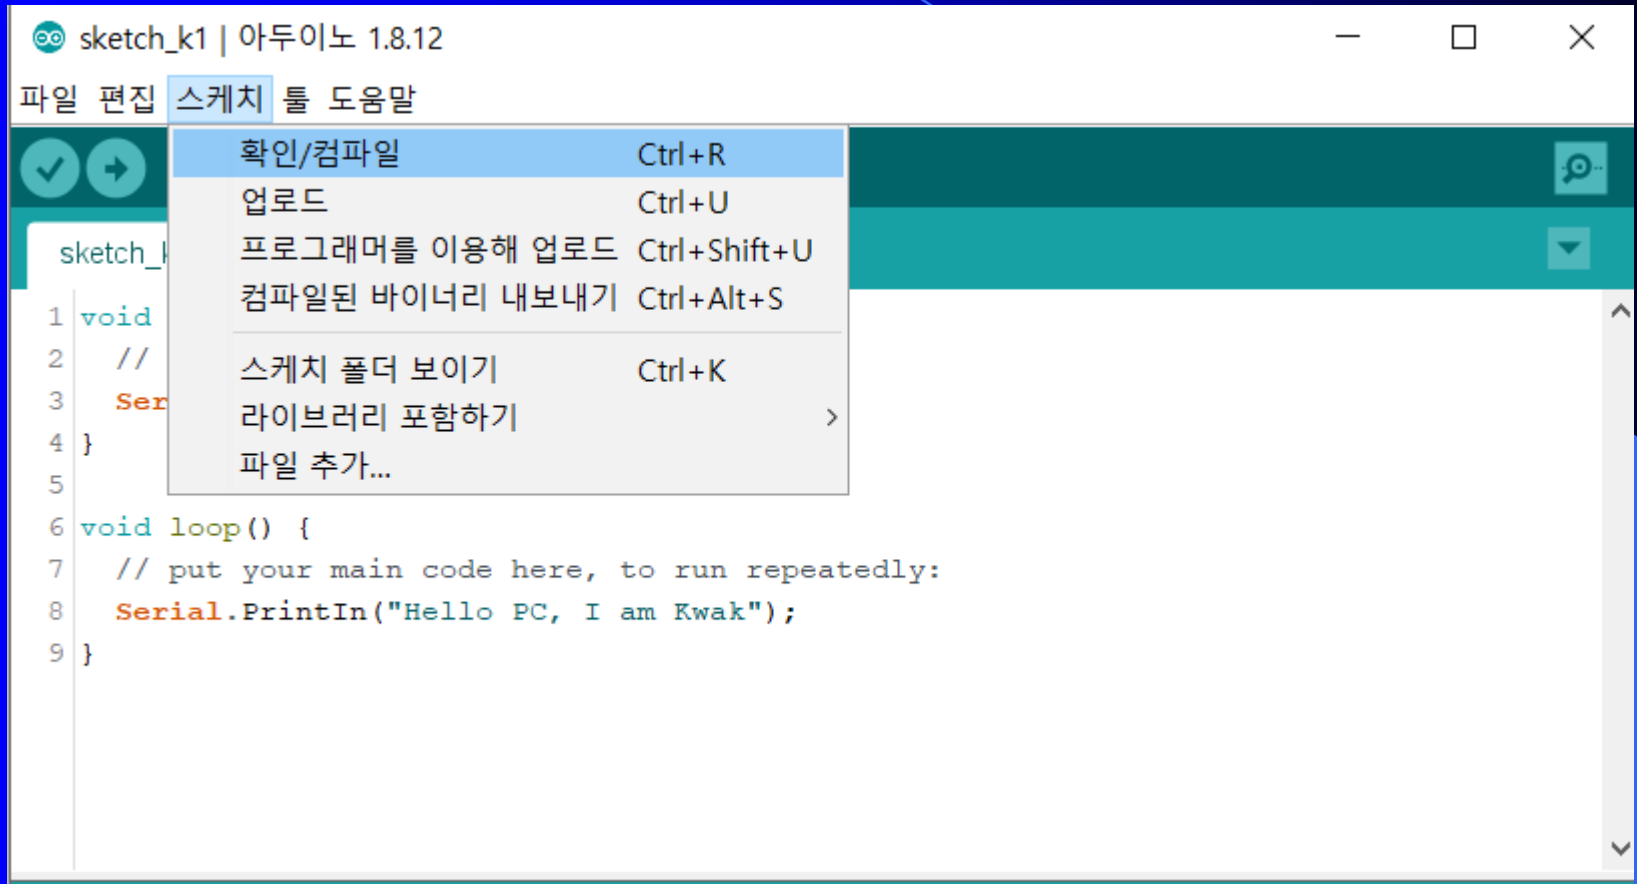 sketch_k1 | 아두이노 1.8.12
파일 편집 스케치 툴 도움말
확인/컴파일 Ctrl+R
업로드 Ctrl+U
프로그래머를 이용해 업로드 Ctrl+Shift+U
컴파일된 바이너리 내보내기 Ctrl+Alt+S
스케치 폴더 보이기 Ctrl+K
라이브러리 포함하기
파일 추가...
sketch_
1 void
2 //
3 Ser
4 }
5
6 void loop() {
7 // put your main code here, to run repeatedly:
8 Serial.PrintIn("Hello PC, I am Kwak");
9 }